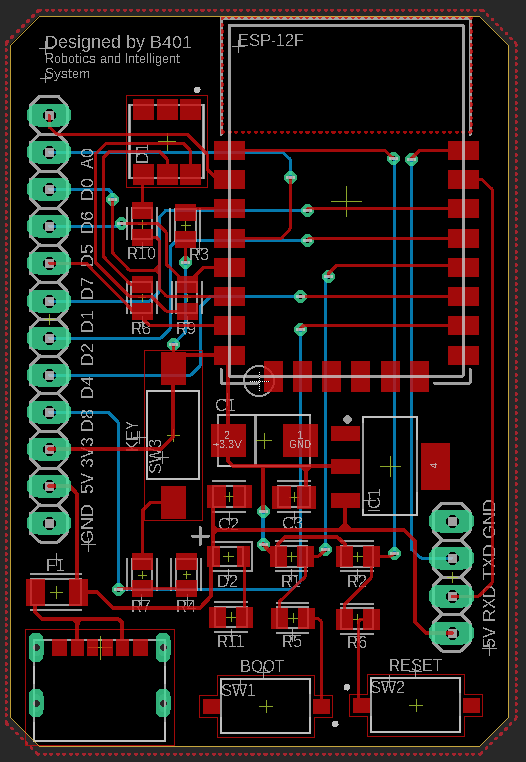 Designed by B401
Robotics and Intelligent
System
ESP-12F
A0
D0
D6
D5
D7
D1
D2
D4
D8
3V3
5V
GND
D1
R10
R3
R8
R9
C1
2
+3.3V
1
GND
KEY
SW3
IC1
4
C2
C3
D2
R1
R2
F1
R7
R4
R11
R5
R6
GND
TXD
RXD
5V
BOOT
SW1
RESET
SW2